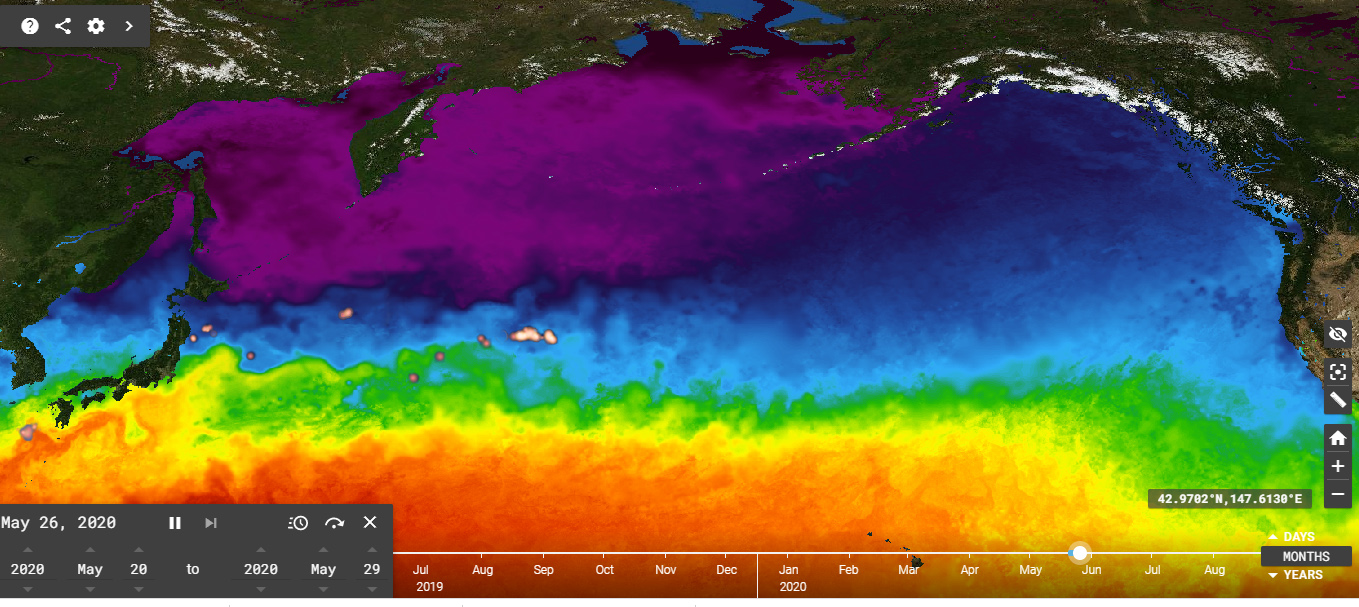 May 26, 2020
2020 May 20 to 2020 May 29
42.9702°N,147.6130°E
DAYS
MONTHS
YEARS
Jul Aug Sep Oct Nov Dec Jan Feb Mar Apr May Jun Jul Aug
2019 2020